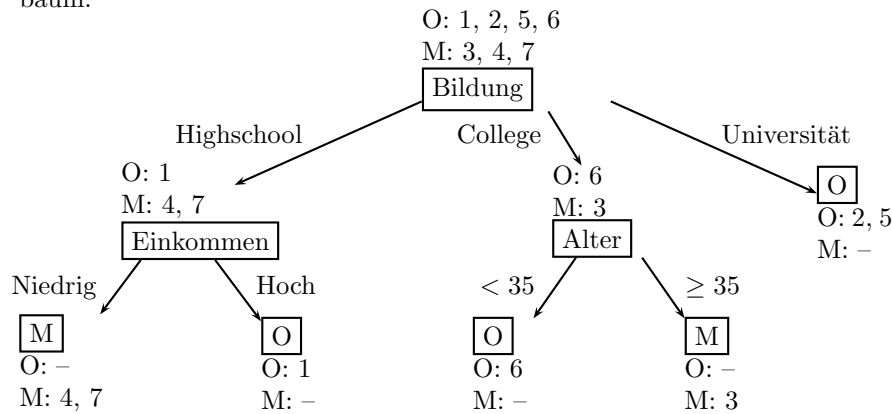 baum.
O: 1, 2, 5, 6
M: 3, 4, 7
Bildung
Highschool
College
Universität
O: 1
M: 4, 7
Einkommen
O: 6
M: 3
Alter
O
O: 2, 5
M: –
Niedrig
Hoch
< 35
≥ 35
M
O: –
M: 4, 7
O
O: 1
M: –
O
O: 6
M: –
M
O: –
M: 3